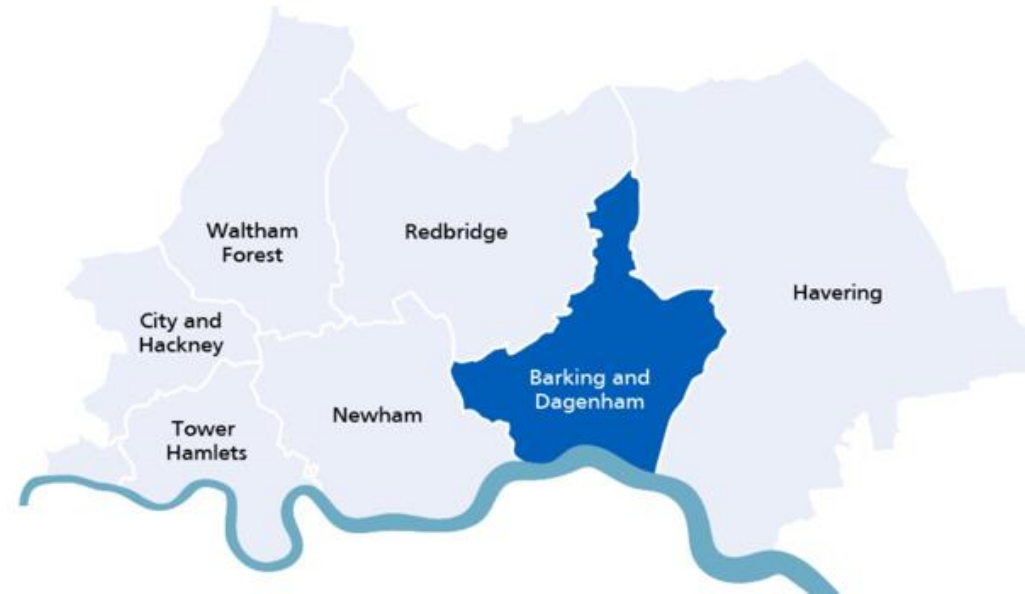 Waltham
Forest
Redbridge
Havering
City and
Hackney
Barking and
Dagenham
Newham
Tower
Hamlets